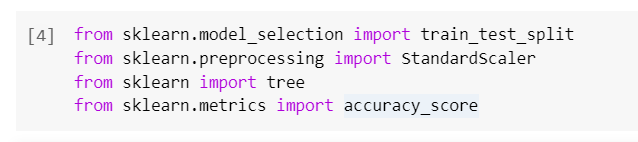 [4] from sklearn.model_selection import train_test_split
from sklearn.preprocessing import StandardScaler
from sklearn import tree
from sklearn.metrics import accuracy_score